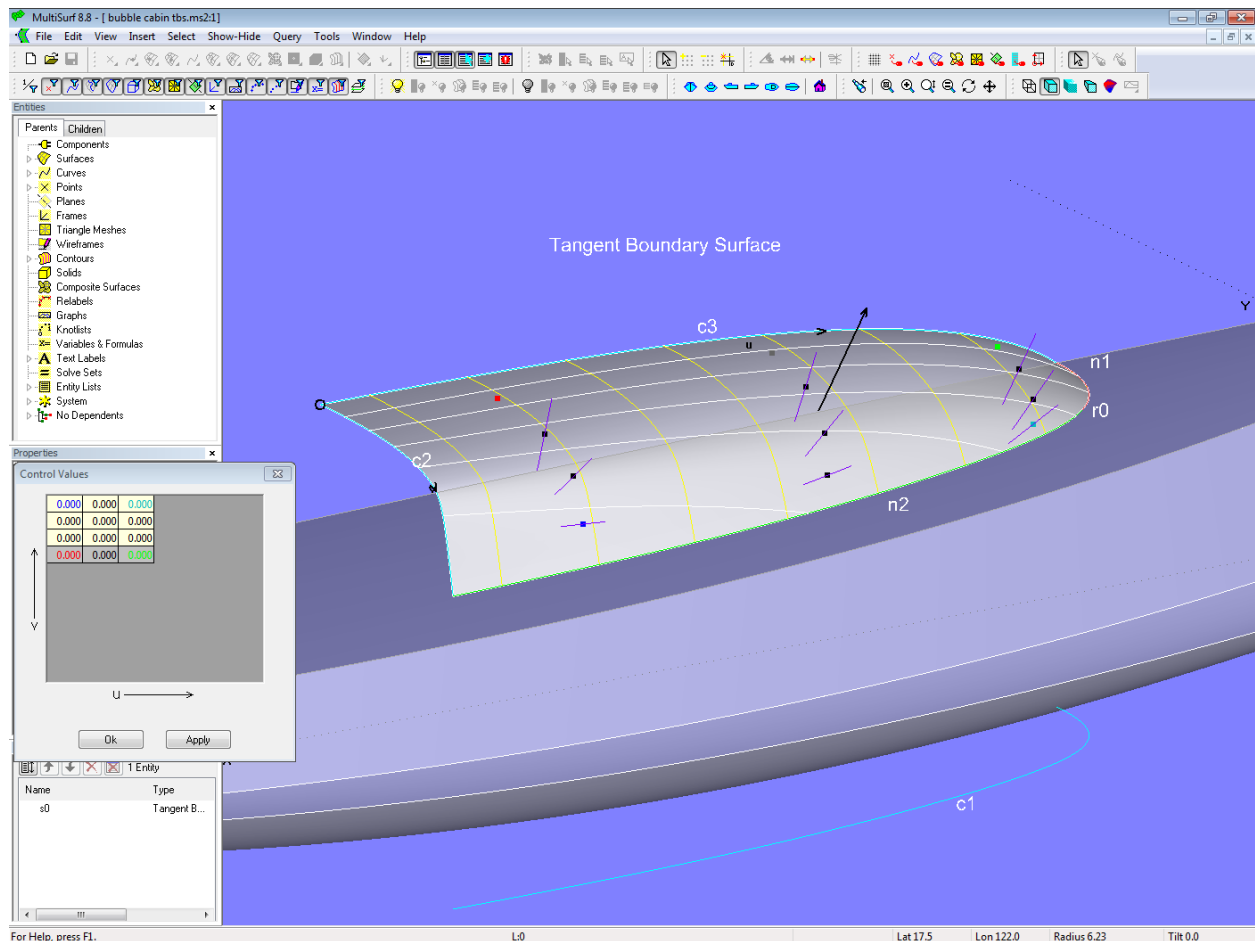 MultiSurf 8.8 - [ bubble cabin tbs.ms2:1]
File Edit View Insert Select Show-Hide Query Tools Window Help
Entities
Parents Children
Components
Surfaces
Curves
Points
Planes
Frames
Triangle Meshes
Wireframes
Contours
Solids
Composite Surfaces
Relabels
Graphs
Knotlists
Variables & Formulas
Text Labels
Solve Sets
Entity Lists
System
No Dependents
Properties
Control Values
0.000 0.000 0.000
0.000 0.000 0.000
0.000 0.000 0.000
0.000 0.000 0.000
V
U
Ok Apply
1 Entity
Name Type
s0 Tangent B...
Tangent Boundary Surface
Y
c3
u
n1
r0
c2
n2
c1
For Help, press F1. L:0 Lat 17.5 Lon 122.0 Radius 6.23 Tilt 0.0